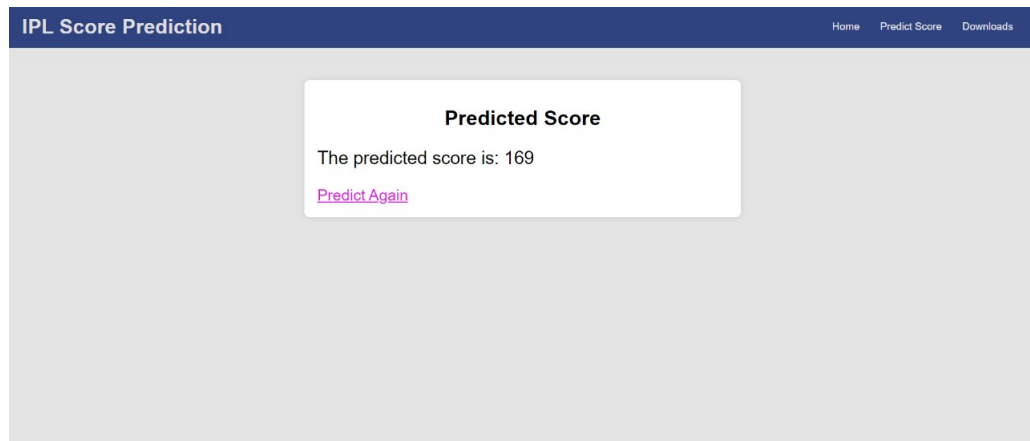 IPL Score Prediction
Home Predict Score Downloads
Predicted Score
The predicted score is: 169
Predict Again